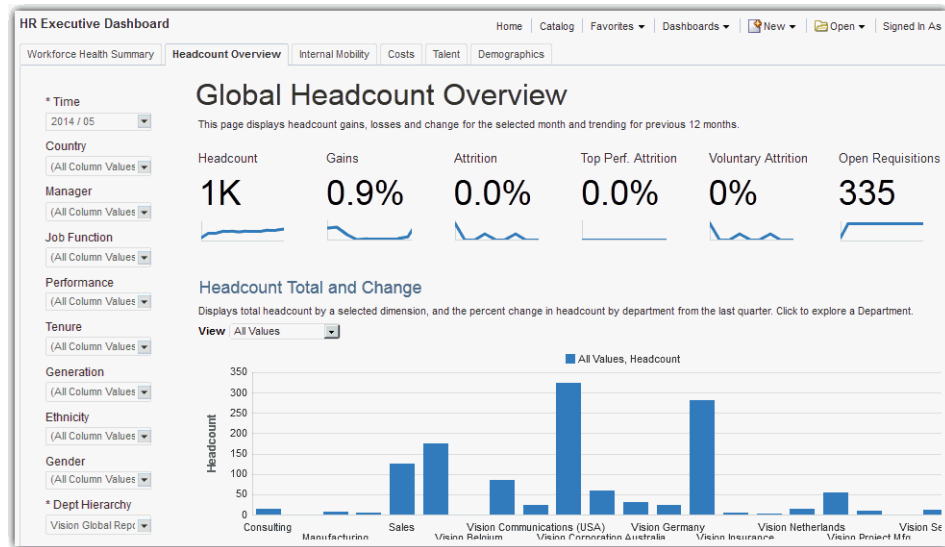 HR Executive Dashboard
Home Catalog Favorites Dashboards New Open Signed In As
Workforce Health Summary Headcount Overview Internal Mobility Costs Talent Demographics
* Time
2014 / 05
Country
(All Column Values
Manager
(All Column Values
Job Function
(All Column Values
Performance
(All Column Values
Tenure
(All Column Values
Generation
(All Column Values
Ethnicity
(All Column Values
Gender
(All Column Values
* Dept Hierarchy
Vision Global Repo
Global Headcount Overview
This page displays headcount gains, losses and change for the selected month and trending for previous 12 months.
Headcount Gains Attrition Top Perf. Attrition Voluntary Attrition Open Requisitions
1K 0.9% 0.0% 0.0% 0% 335
Headcount Total and Change
Displays total headcount by a selected dimension, and the percent change in headcount by department from the last quarter. Click to explore a Department.
View All Values
All Values, Headcount
Headcount
350
300
250
200
150
100
50
0
Consulting Sales Vision Communications (USA) Vision Germany Vision Netherlands Vision Se
Manufacturing Vision Belgium Vision Corporation Australia Vision Insurance Vision Project Mfg